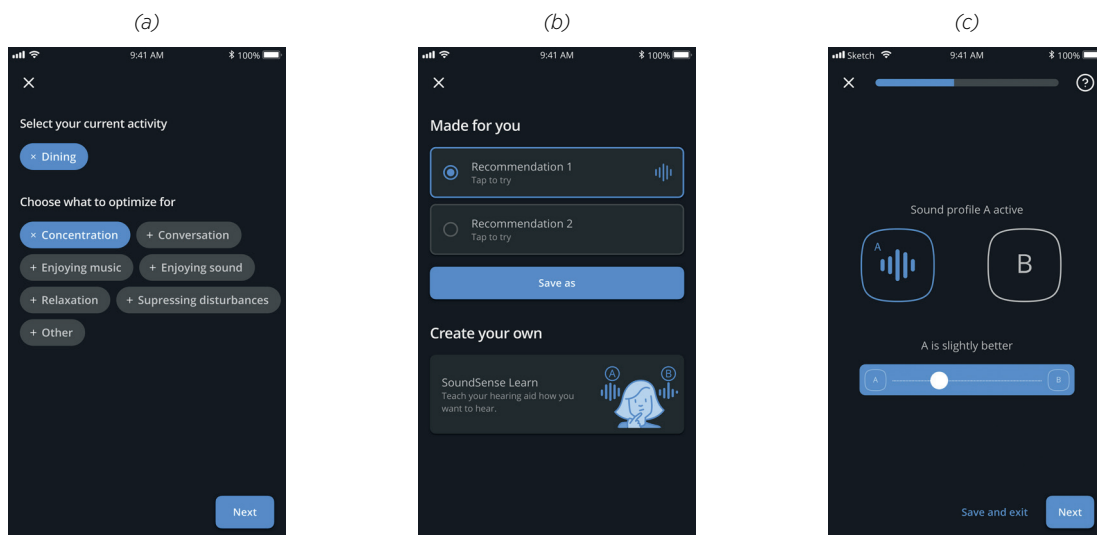 (a)
9:41 AM 100%
Select your current activity
× Dining
Choose what to optimize for
× Concentration + Conversation
+ Enjoying music + Enjoying sound
+ Relaxation + Supressing disturbances
+ Other
Next
(b)
9:41 AM 100%
Made for you
Recommendation 1
Tap to try
Recommendation 2
Tap to try
Save as
Create your own
SoundSense Learn
Teach your hearing aid how you
want to hear.
A B
(c)
Sketch 9:41 AM 100%
?
Sound profile A active
A B
A is slightly better
A B
Save and exit Next